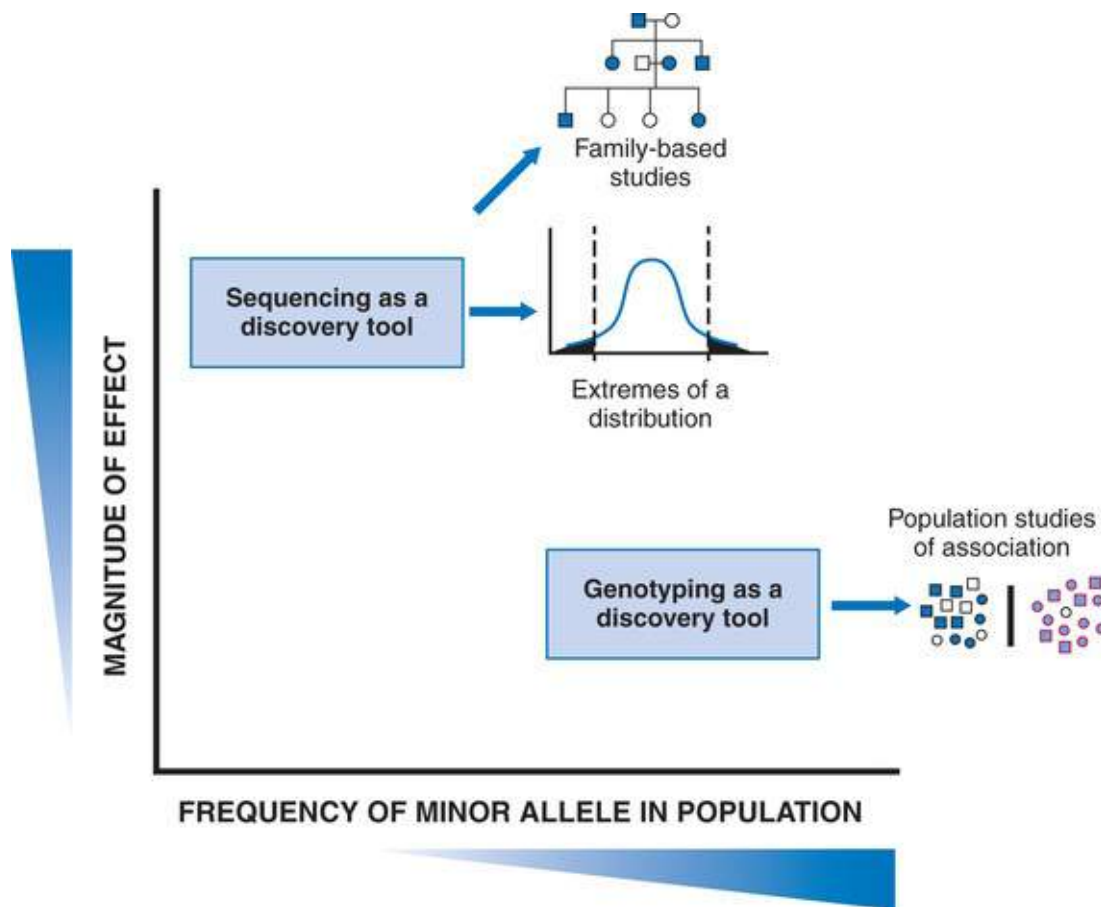 Family-based
studies
Sequencing as a
discovery tool
Extremes of a
distribution
MAGNITUDE OF EFFECT
Population studies
of association
Genotyping as a
discovery tool
FREQUENCY OF MINOR ALLELE IN POPULATION